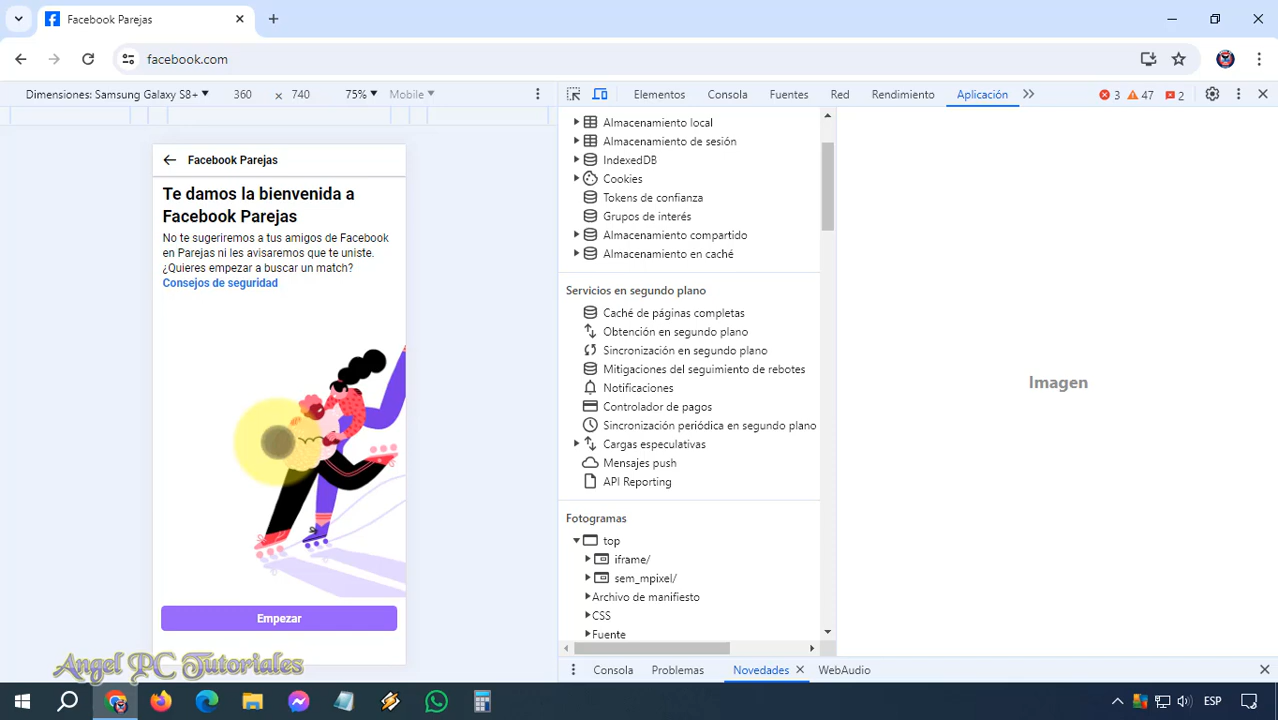 Facebook Parejas
facebook.com
Dimensiones: Samsung Galaxy S8+ 360 × 740 75% Mobile
Elementos Consola Fuentes Red Rendimiento Aplicación 3 47 2
Facebook Parejas
Te damos la bienvenida a
Facebook Parejas
No te sugeriremos a tus amigos de Facebook
en Parejas ni les avisaremos que te uniste.
¿Quieres empezar a buscar un match?
Consejos de seguridad
Empezar
Almacenamiento local
Almacenamiento de sesión
IndexedDB
Cookies
Tokens de confianza
Grupos de interés
Almacenamiento compartido
Almacenamiento en caché
Servicios en segundo plano
Caché de páginas completas
Obtención en segundo plano
Sincronización en segundo plano
Mitigaciones del seguimiento de rebotes
Notificaciones
Controlador de pagos
Sincronización periódica en segundo plano
Cargas especulativas
Mensajes push
API Reporting
Fotogramas
top
iframe/
sem_mpixel/
Archivo de manifiesto
CSS
Fuente
Imagen
Consola Problemas Novedades WebAudio
Angel PC Tutoriales
ESP